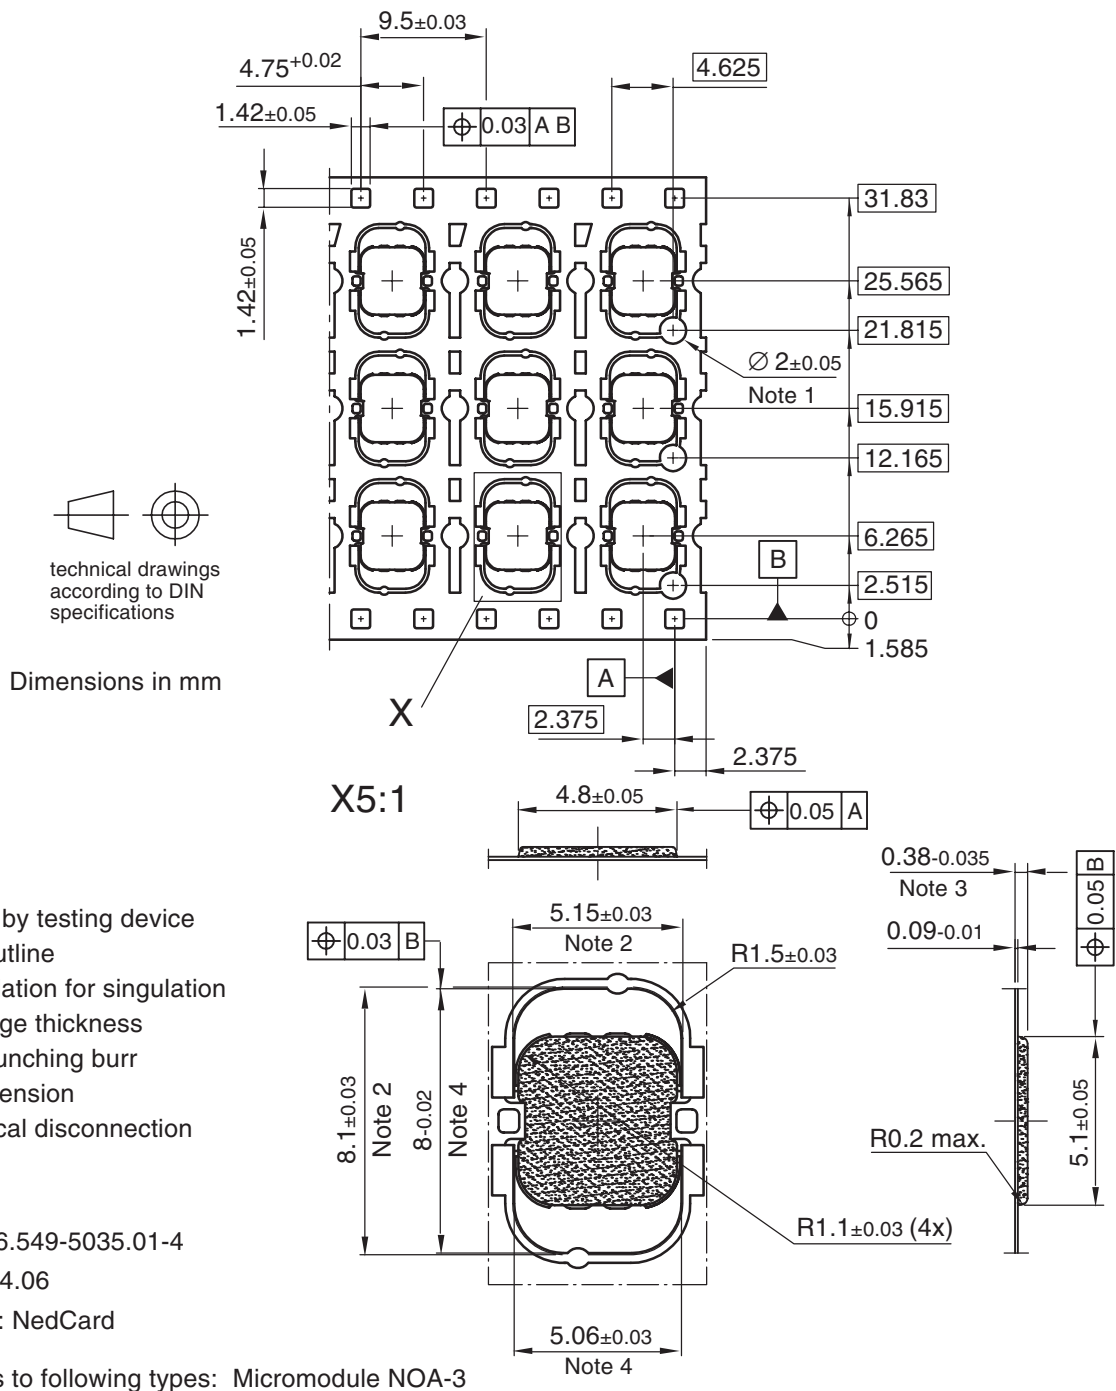 9.5±0.03
4.75+0.02
4.625
1.42±0.05
0.03 A B
31.83
1.42±0.05
25.565
21.815
∅ 2±0.05
Note 1
15.915
12.165
6.265
B
2.515
0
1.585
technical drawings
according to DIN
specifications
Dimensions in mm
A
X
2.375
2.375
X5:1
4.8±0.05
0.05 A
0.38-0.035
Note 3
0.05 B
by testing device
utline
ation for singulation
ge thickness
unching burr
ension
cal disconnection
0.03 B
5.15±0.03
Note 2
R1.5±0.03
0.09-0.01
8.1±0.03
Note 2
8-0.02
Note 4
5.1±0.05
R0.2 max.
R1.1±0.03 (4x)
6.549-5035.01-4
4.06
: NedCard
5.06±0.03
Note 4
s to following types: Micromodule NOA-3